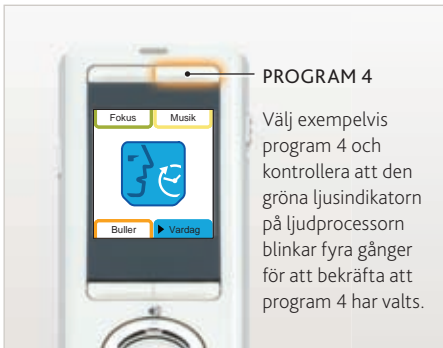 PROGRAM 4
Fokus
Musik
Buller
Vardag
Välj exempelvis
program 4 och
kontrollera att den
gröna ljusindikatorn
på ljudprocessorn
blinkar fyra gånger
för att bekräfta att
program 4 har valts.